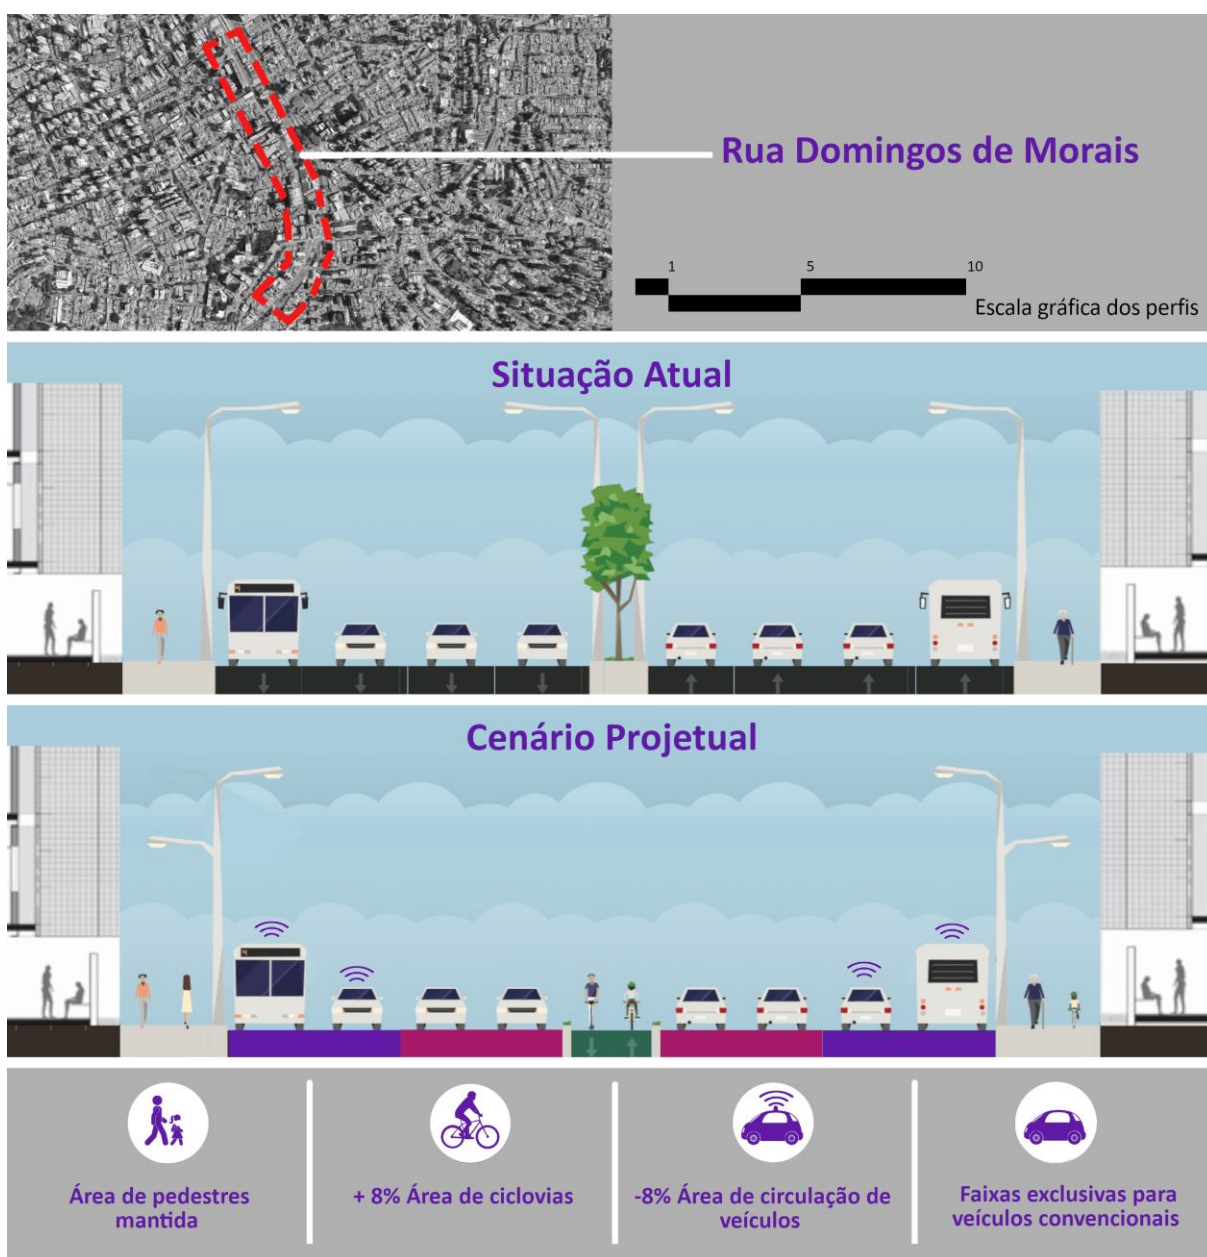 Rua Domingos de Morais
1 5 10
Escala gráfica dos perfis
Situação Atual
Cenário Projetual
Área de pedestres
mantida
+ 8% Área de ciclovias
-8% Área de circulação de
veículos
Faixas exclusivas para
veículos convencionais